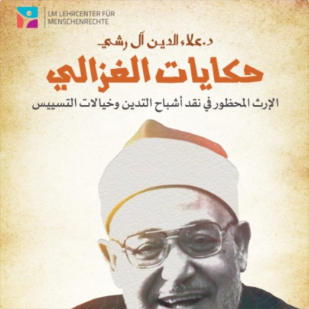 LM LEHRCENTER FÜR
MENSCHENRECHTE
د. علاء الدين آل رشي
حكايات الغزالي
الإرث المحظور في نقد أشباح التدين وخيالات التسييس